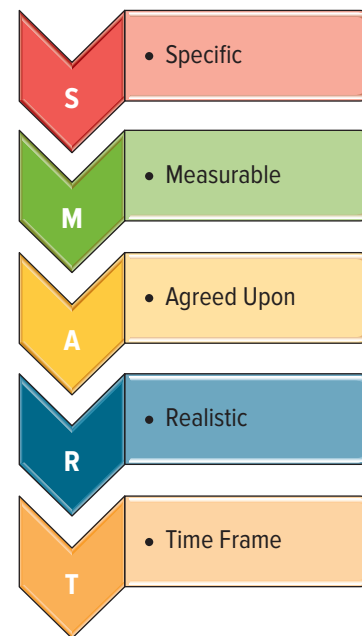 S
• Specific
M
• Measurable
A
• Agreed Upon
R
• Realistic
T
• Time Frame